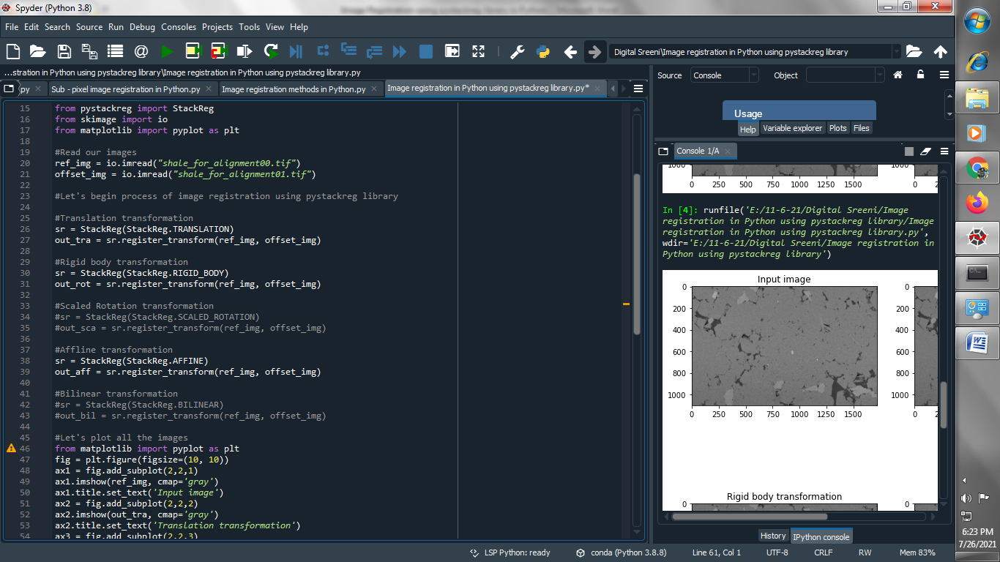 Spyder (Python 3.8)
File Edit Search Source Run Debug Consoles Projects Tools View Help
Digital Sreeni\Image registration in Python using pystackreg library
...stration in Python using pystackreg library\Image registration in Python using pystackreg library.py
py Sub - pixel image registration in Python.py Image registration methods in Python.py Image registration in Python using pystackreg library.py*
15 from pystackreg import StackReg
16 from skimage import io
17 from matplotlib import pyplot as plt
18
19 #Read our images
20 ref_img = io.imread("shale_for_alignment00.tif")
21 offset_img = io.imread("shale_for_alignment01.tif")
22
23 #Let's begin process of image registration using pystackreg library
24
25 #Translation transformation
26 sr = StackReg(StackReg.TRANSLATION)
27 out_tra = sr.register_transform(ref_img, offset_img)
28
29 #Rigid body transformation
30 sr = StackReg(StackReg.RIGID_BODY)
31 out_rot = sr.register_transform(ref_img, offset_img)
32
33 #Scaled Rotation transformation
34 #sr = StackReg(StackReg.SCALED_ROTATION)
35 #out_sca = sr.register_transform(ref_img, offset_img)
36
37 #Affline transformation
38 sr = StackReg(StackReg.AFFINE)
39 out_aff = sr.register_transform(ref_img, offset_img)
40
41 #Bilinear transformation
42 #sr = StackReg(StackReg.BILINEAR)
43 #out_bil = sr.register_transform(ref_img, offset_img)
44
45 #Let's plot all the images
46 from matplotlib import pyplot as plt
47 fig = plt.figure(figsize=(10, 10))
48 ax1 = fig.add_subplot(2,2,1)
49 ax1.imshow(ref_img, cmap='gray')
50 ax1.title.set_text('Input image')
51 ax2 = fig.add_subplot(2,2,2)
52 ax2.imshow(out_tra, cmap='gray')
53 ax2.title.set_text('Translation transformation')
54 ax3 = fig.add_subplot(2,2,3)
Source Console Object
Usage
Help Variable explorer Plots Files
Console 1/A
1000 1000
0 250 500 750 1000 1250 1500 0 2
In [4]: runfile('E:/11-6-21/Digital Sreeni/Image
registration in Python using pystackreg library/Image
registration in Python using pystackreg library.py',
wdir='E:/11-6-21/Digital Sreeni/Image registration in
Python using pystackreg library')
Input image
0 0
200 200
400 400
600 600
800 800
1000 1000
0 250 500 750 1000 1250 1500 0 2
Rigid body transformation
0 0
History IPython console
LSP Python: ready conda (Python 3.8.8) Line 61, Col 1 UTF-8 CRLF RW Mem 83%
6:23 PM
7/26/2021